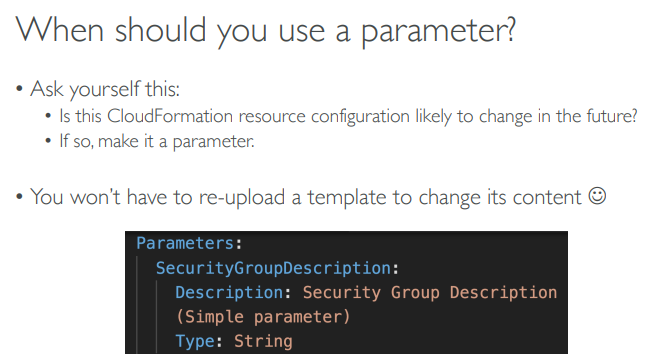 When should you use a parameter?
• Ask yourself this:
• Is this CloudFormation resource configuration likely to change in the future?
• If so, make it a parameter.
• You won't have to re-upload a template to change its content ☺
Parameters:
SecurityGroupDescription:
Description: Security Group Description
(Simple parameter)
Type: String